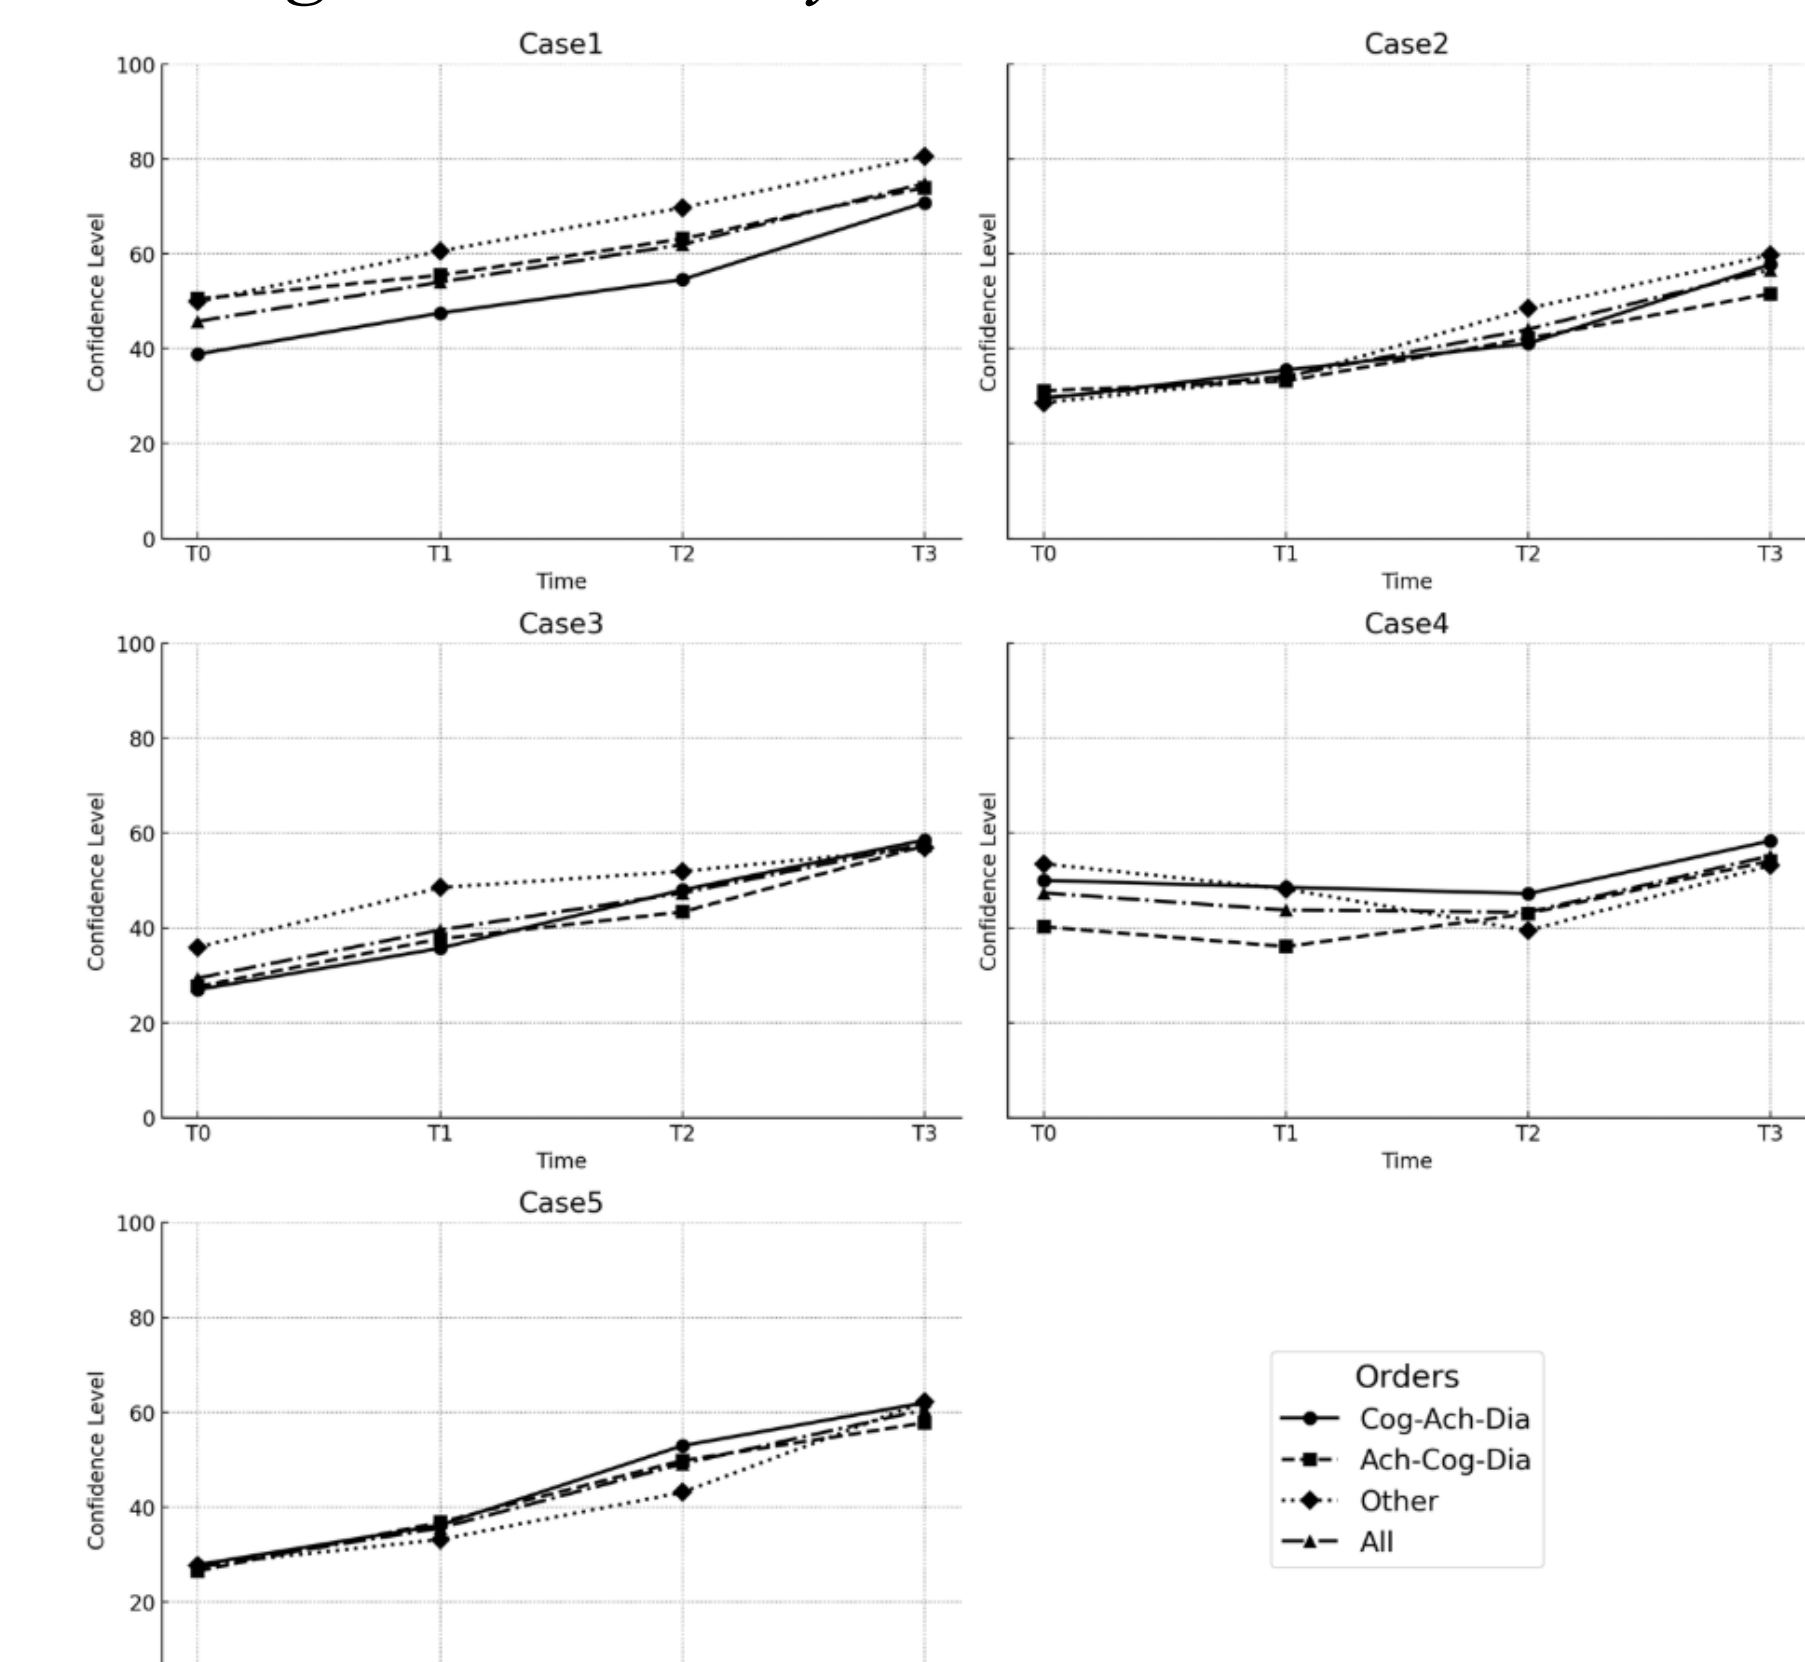 Case1
100
80
60
40
20
0
Confidence Level
T0 T1 T2 T3
Time
Case2
Confidence Level
T0 T1 T2 T3
Time
Case3
100
80
60
40
20
0
Confidence Level
T0 T1 T2 T3
Time
Case4
Confidence Level
T0 T1 T2 T3
Time
Case5
100
80
60
40
20
Confidence Level
Orders
Cog-Ach-Dia
Ach-Cog-Dia
Other
All